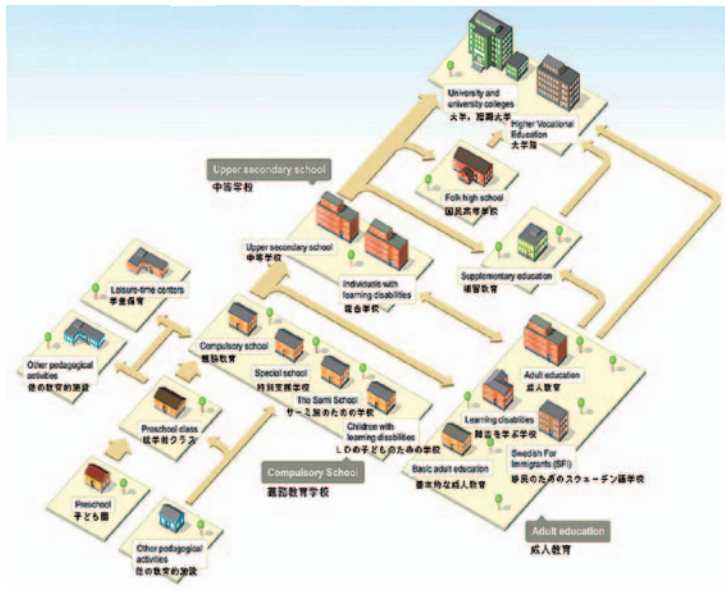 University and
university colleges
大学，短期大学
Higher Vocational
Education
大学院
Upper secondary school
中等学校
Folk high school
国民高等学校
Upper secondary school
中等学校
Individuals with
learning disabilities
総合学校
Supplementary education
補習教育
Leisure-time centers
学童保育
Other pedagogical
activities
他の教育的施設
Compulsory school
義務教育
Special school
特別支援学校
The Sami School
サーミ族のための学校
Children with
learning disabilities
LDの子どものための学校
Adult education
成人教育
Learning disabilities
障害を学ぶ学校
Swedish For
Immigrants (SFI)
移民のためのスウェーデン語学校
Basic adult education
基本的な成人教育
Preschool class
就学前クラス
Compulsory School
義務教育学校
Preschool
子ども園
Other pedagogical
activities
他の教育的施設
Adult education
成人教育